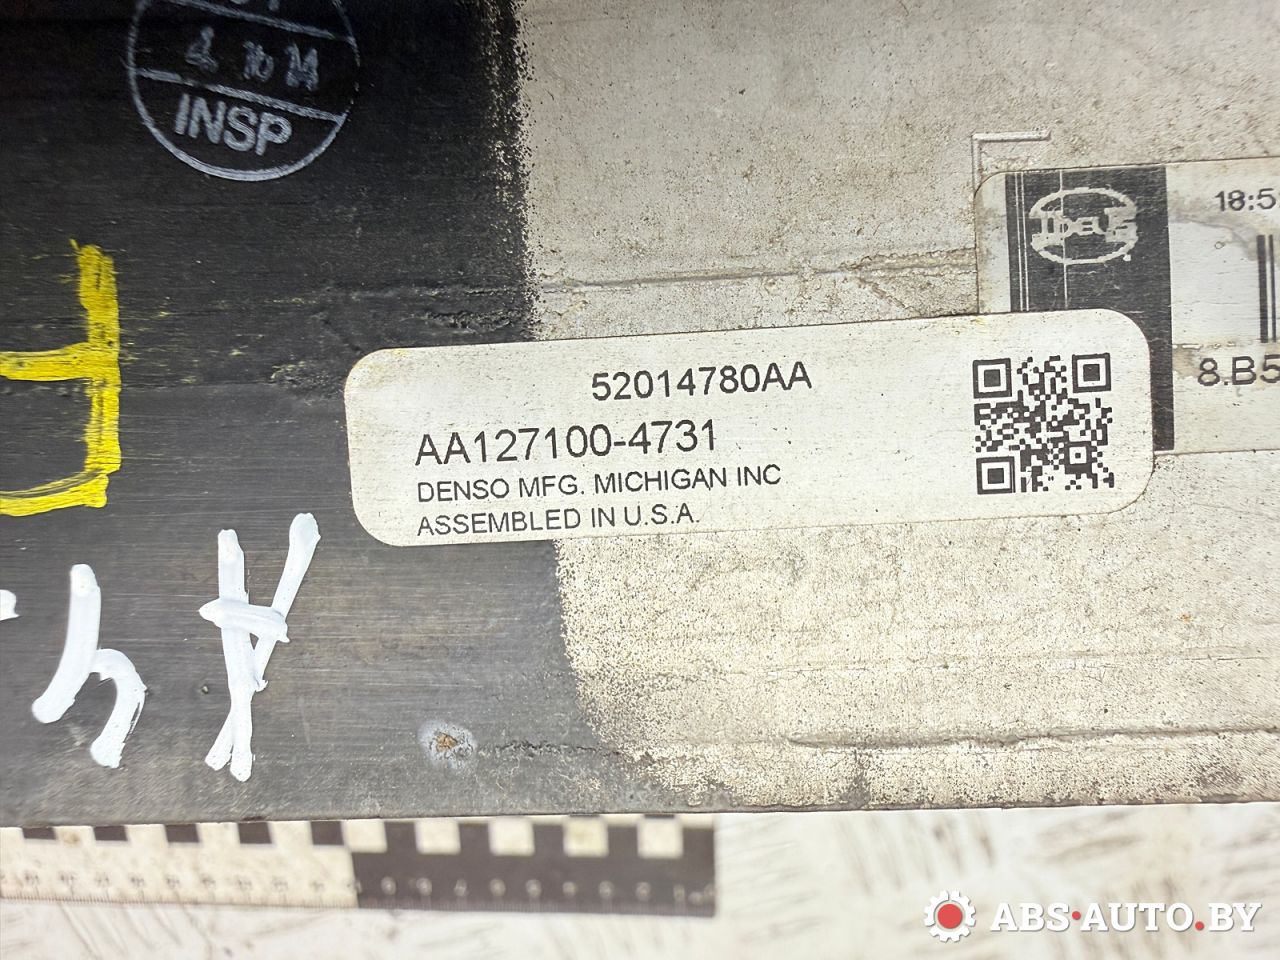 INSP
18:5
8.B5
52014780AA
AA127100-4731
DENSO MFG. MICHIGAN INC
ASSEMBLED IN U.S.A.
ABS·AUTO.BY